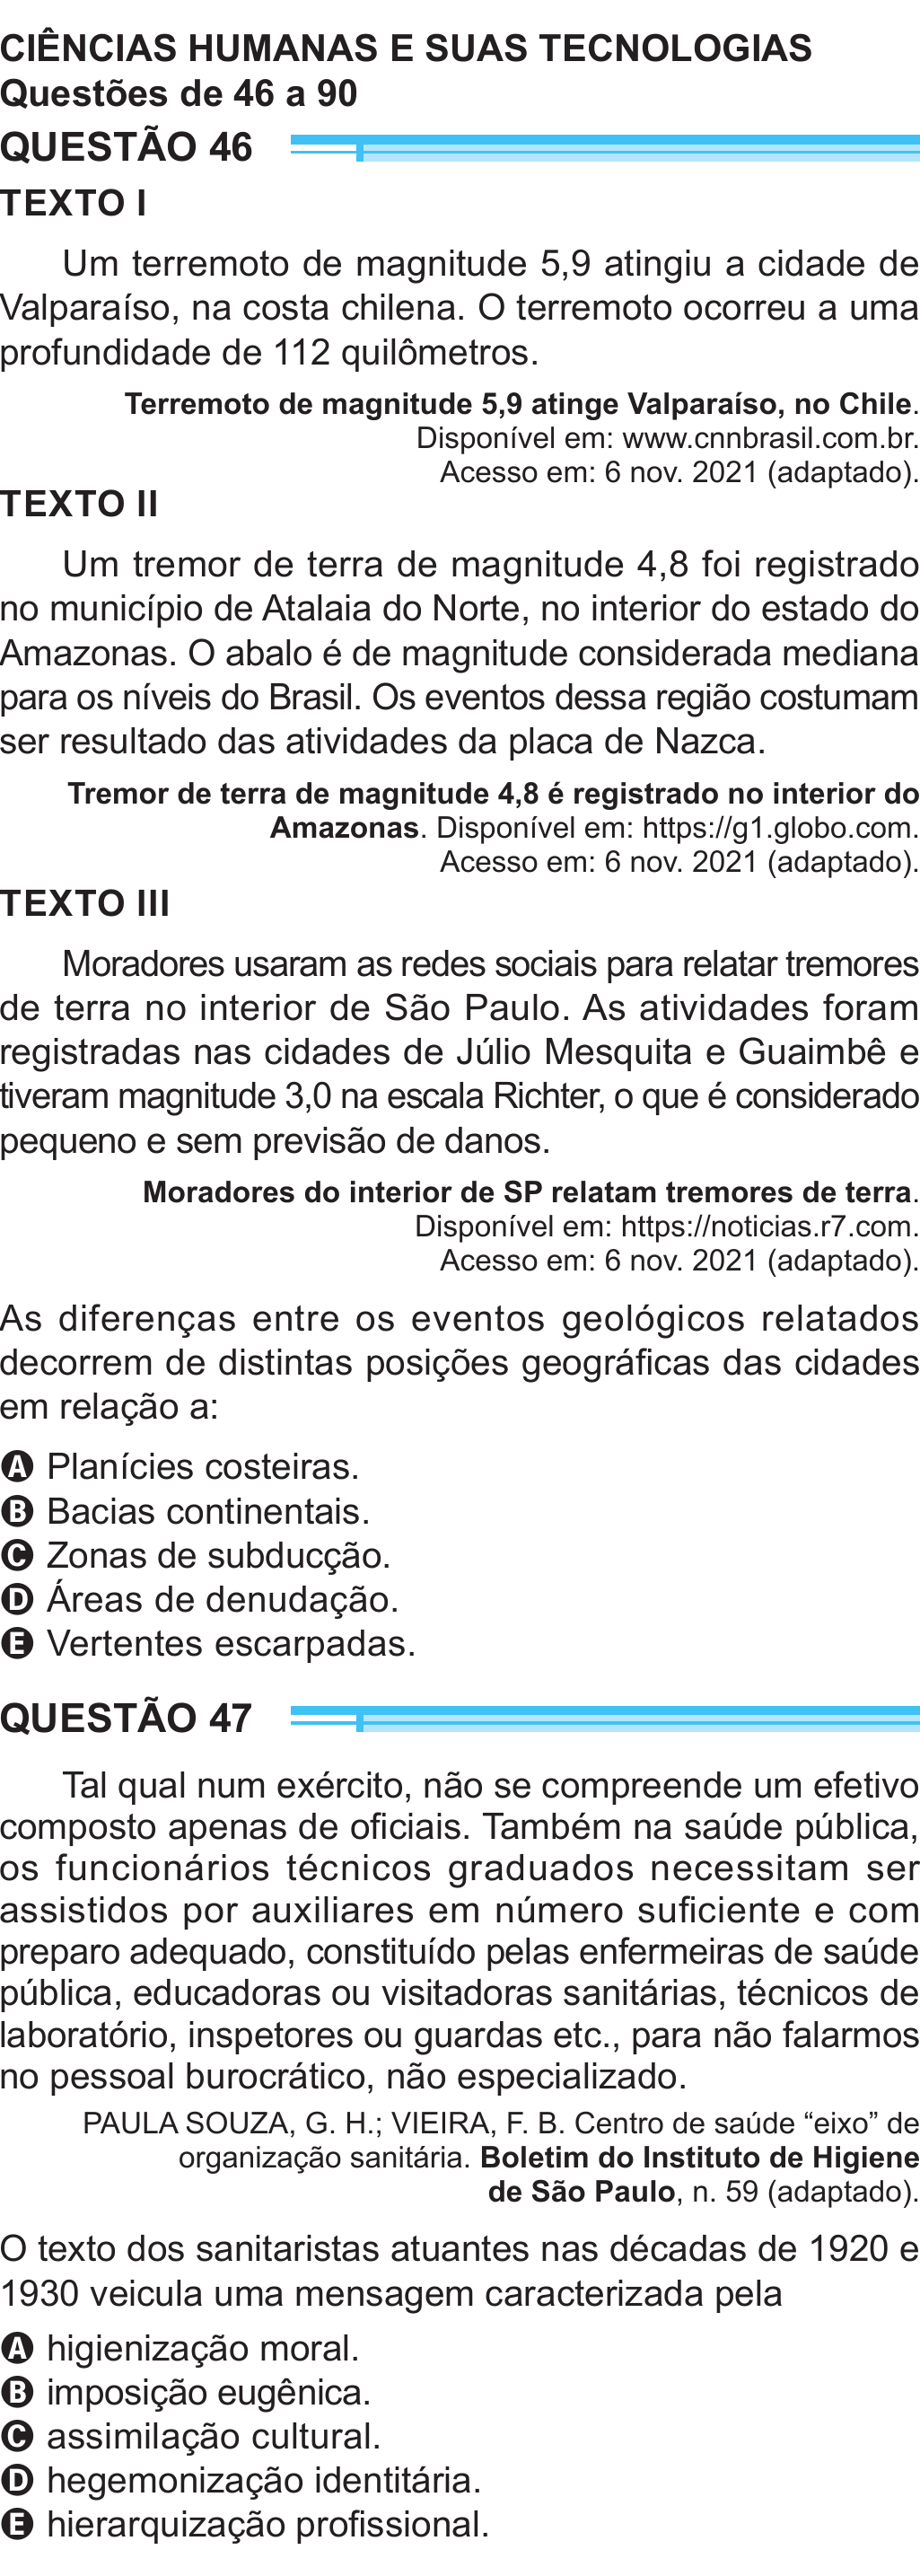 CIÊNCIAS HUMANAS E SUAS TECNOLOGIAS
Questões de 46 a 90
QUESTÃO 46
TEXTO I
Um terremoto de magnitude 5,9 atingiu a cidade de
Valparaíso, na costa chilena. O terremoto ocorreu a uma
profundidade de 112 quilômetros.
Terremoto de magnitude 5,9 atinge Valparaíso, no Chile.
Disponível em: www.cnnbrasil.com.br.
Acesso em: 6 nov. 2021 (adaptado).
TEXTO II
Um tremor de terra de magnitude 4,8 foi registrado
no município de Atalaia do Norte, no interior do estado do
Amazonas. O abalo é de magnitude considerada mediana
para os níveis do Brasil. Os eventos dessa região costumam
ser resultado das atividades da placa de Nazca.
Tremor de terra de magnitude 4,8 é registrado no interior do
Amazonas. Disponível em: https://g1.globo.com.
Acesso em: 6 nov. 2021 (adaptado).
TEXTO III
Moradores usaram as redes sociais para relatar tremores
de terra no interior de São Paulo. As atividades foram
registradas nas cidades de Júlio Mesquita e Guaimbê e
tiveram magnitude 3,0 na escala Richter, o que é considerado
pequeno e sem previsão de danos.
Moradores do interior de SP relatam tremores de terra.
Disponível em: https://noticias.r7.com.
Acesso em: 6 nov. 2021 (adaptado).
As diferenças entre os eventos geológicos relatados
decorrem de distintas posições geográficas das cidades
em relação a:
A Planícies costeiras.
B Bacias continentais.
C Zonas de subducção.
D Áreas de denudação.
E Vertentes escarpadas.
QUESTÃO 47
Tal qual num exército, não se compreende um efetivo
composto apenas de oficiais. Também na saúde pública,
os funcionários técnicos graduados necessitam ser
assistidos por auxiliares em número suficiente e com
preparo adequado, constituído pelas enfermeiras de saúde
pública, educadoras ou visitadoras sanitárias, técnicos de
laboratório, inspetores ou guardas etc., para não falarmos
no pessoal burocrático, não especializado.
PAULA SOUZA, G. H.; VIEIRA, F. B. Centro de saúde “eixo” de
organização sanitária. Boletim do Instituto de Higiene
de São Paulo, n. 59 (adaptado).
O texto dos sanitaristas atuantes nas décadas de 1920 e
1930 veicula uma mensagem caracterizada pela
A higienização moral.
B imposição eugênica.
C assimilação cultural.
D hegemonização identitária.
E hierarquização profissional.